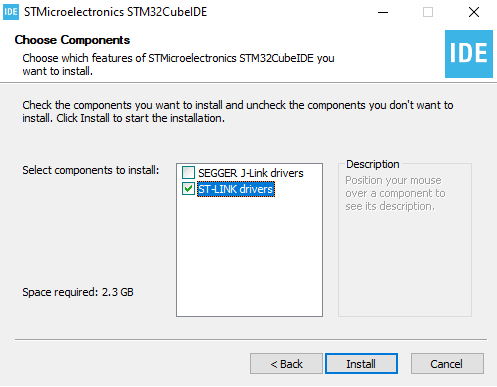 IDE STMicroelectronics STM32CubeIDE
Choose Components
Choose which features of STMicroelectronics STM32CubeIDE you
want to install.
IDE
Check the components you want to install and uncheck the components you don't want to
install. Click Install to start the installation.
Select components to install:
SEGGER J-Link drivers
ST-LINK drivers
Description
Position your mouse
over a component to
see its description.
Space required: 2.3 GB
< Back Install Cancel